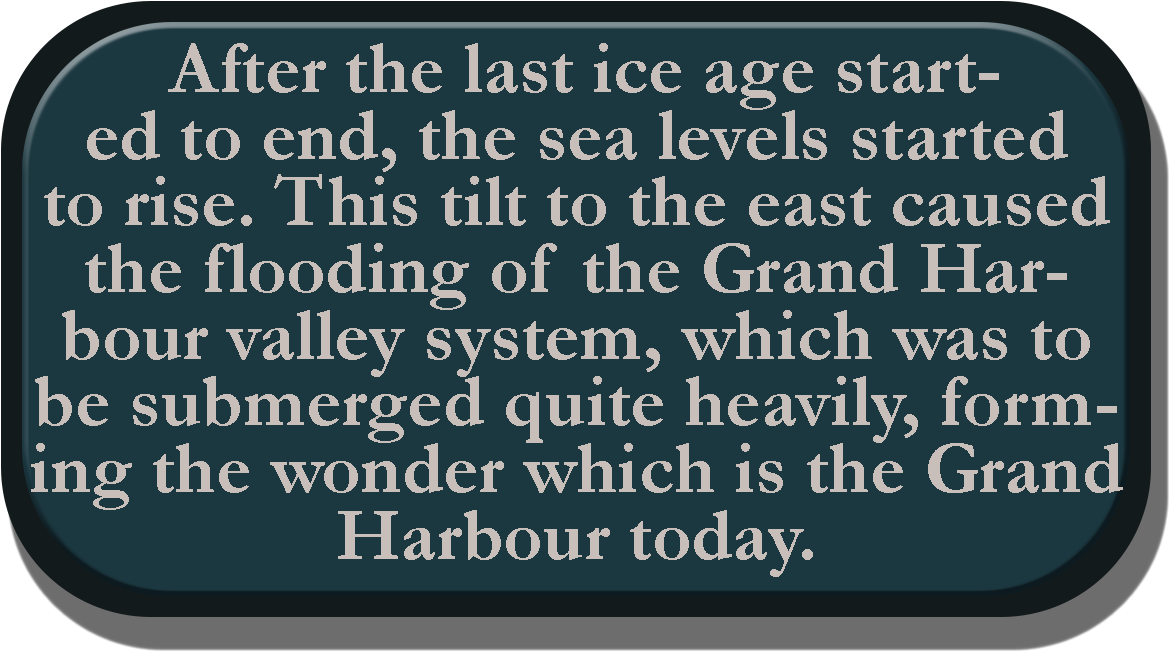 After the last ice age start-
ed to end, the sea levels started
to rise. This tilt to the east caused
the flooding of the Grand Har-
bour valley system, which was to
be submerged quite heavily, form-
ing the wonder which is the Grand
Harbour today.